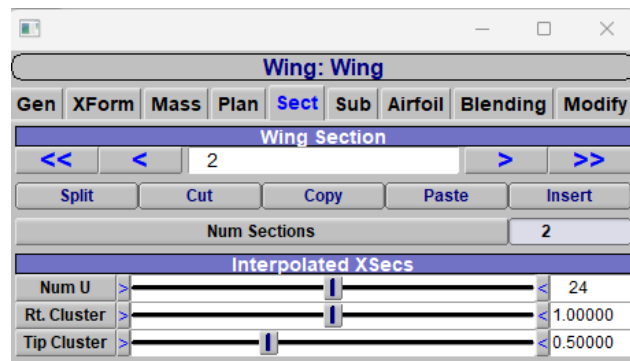 Wing: Wing
Gen XForm Mass Plan Sect Sub Airfoil Blending Modify
Wing Section
<< < 2 > >>
Split Cut Copy Paste Insert
Num Sections 2
Interpolated XSecs
Num U > < 24
Rt. Cluster > < 1.00000
Tip Cluster > < 0.50000